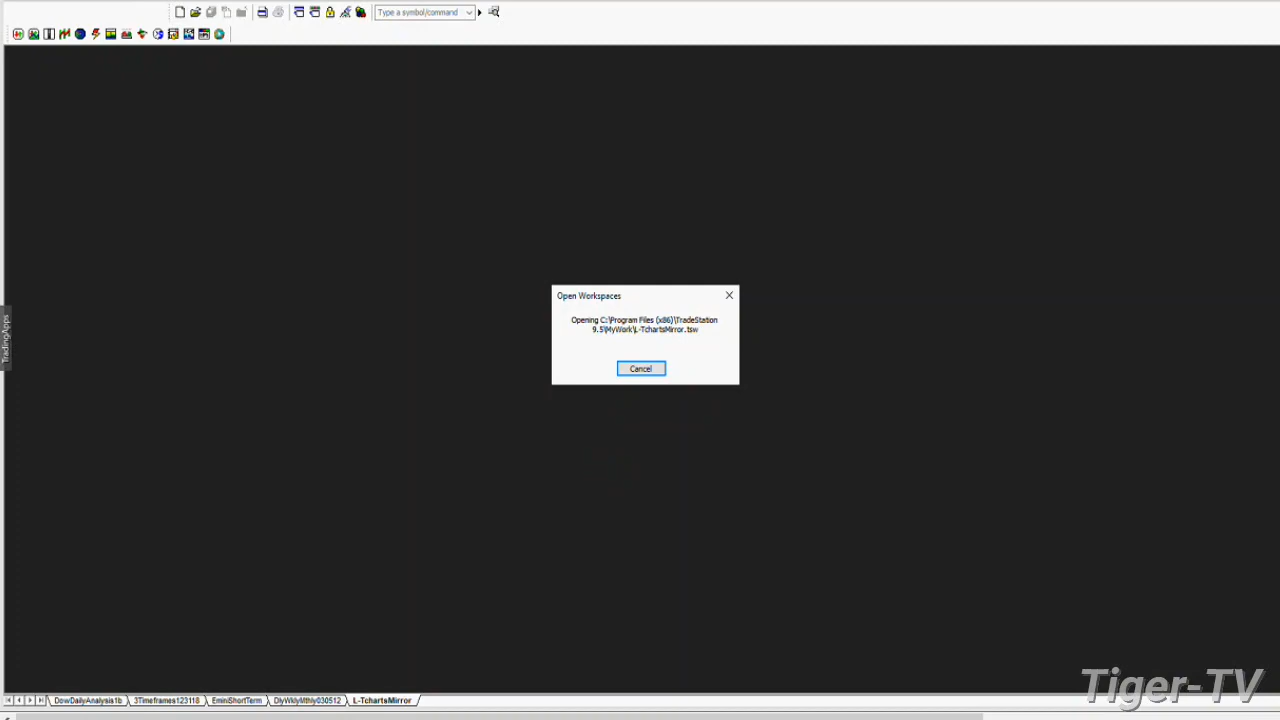 Type a symbol/command
TradingApps
Open Workspaces
Opening C:\Program Files (x86)\TradeStation
9.5\MyWork\L-TchartsMirror.tsw
Cancel
DowDailyAnalysis1b
3Timeframes123118
EminiShortTerm
DlyWklyMthly030512
L-TchartsMirror
Tiger-TV